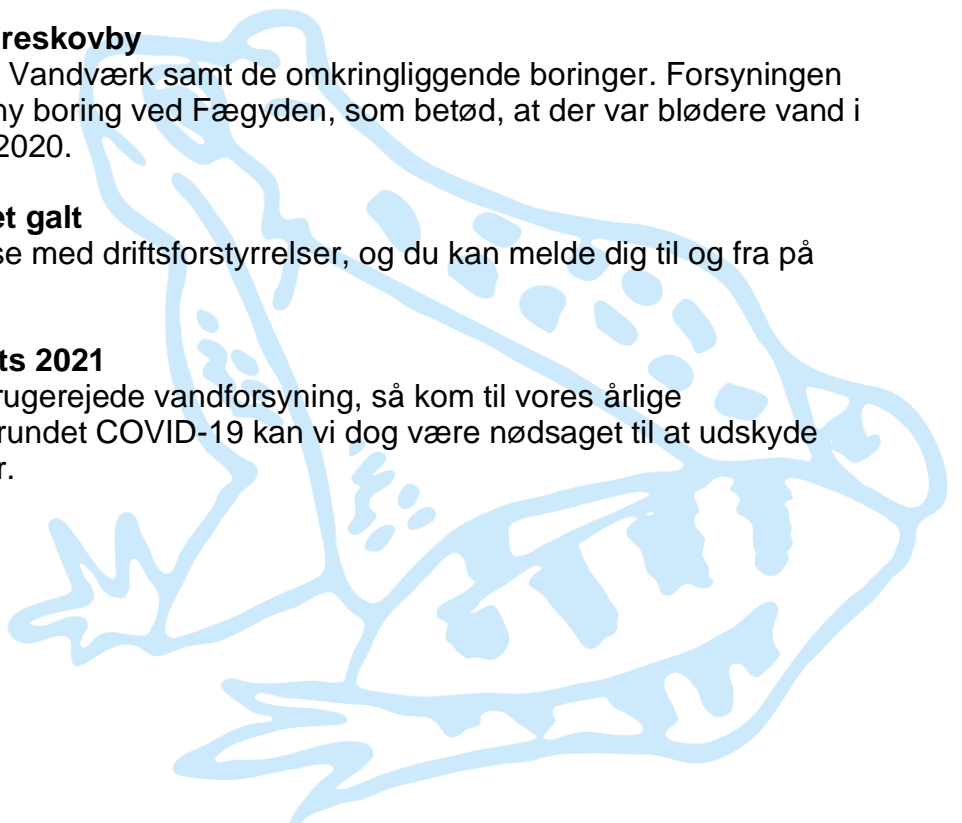 reskovby
Vandværk samt de omkringliggende boringer. Forsyningen
ny boring ved Fægyden, som betød, at der var blødere vand i
2020.
et galt
se med driftsforstyrrelser, og du kan melde dig til og fra på
ts 2021
rugerejede vandforsyning, så kom til vores årlige
rundet COVID-19 kan vi dog være nødsaget til at udskyde
r.